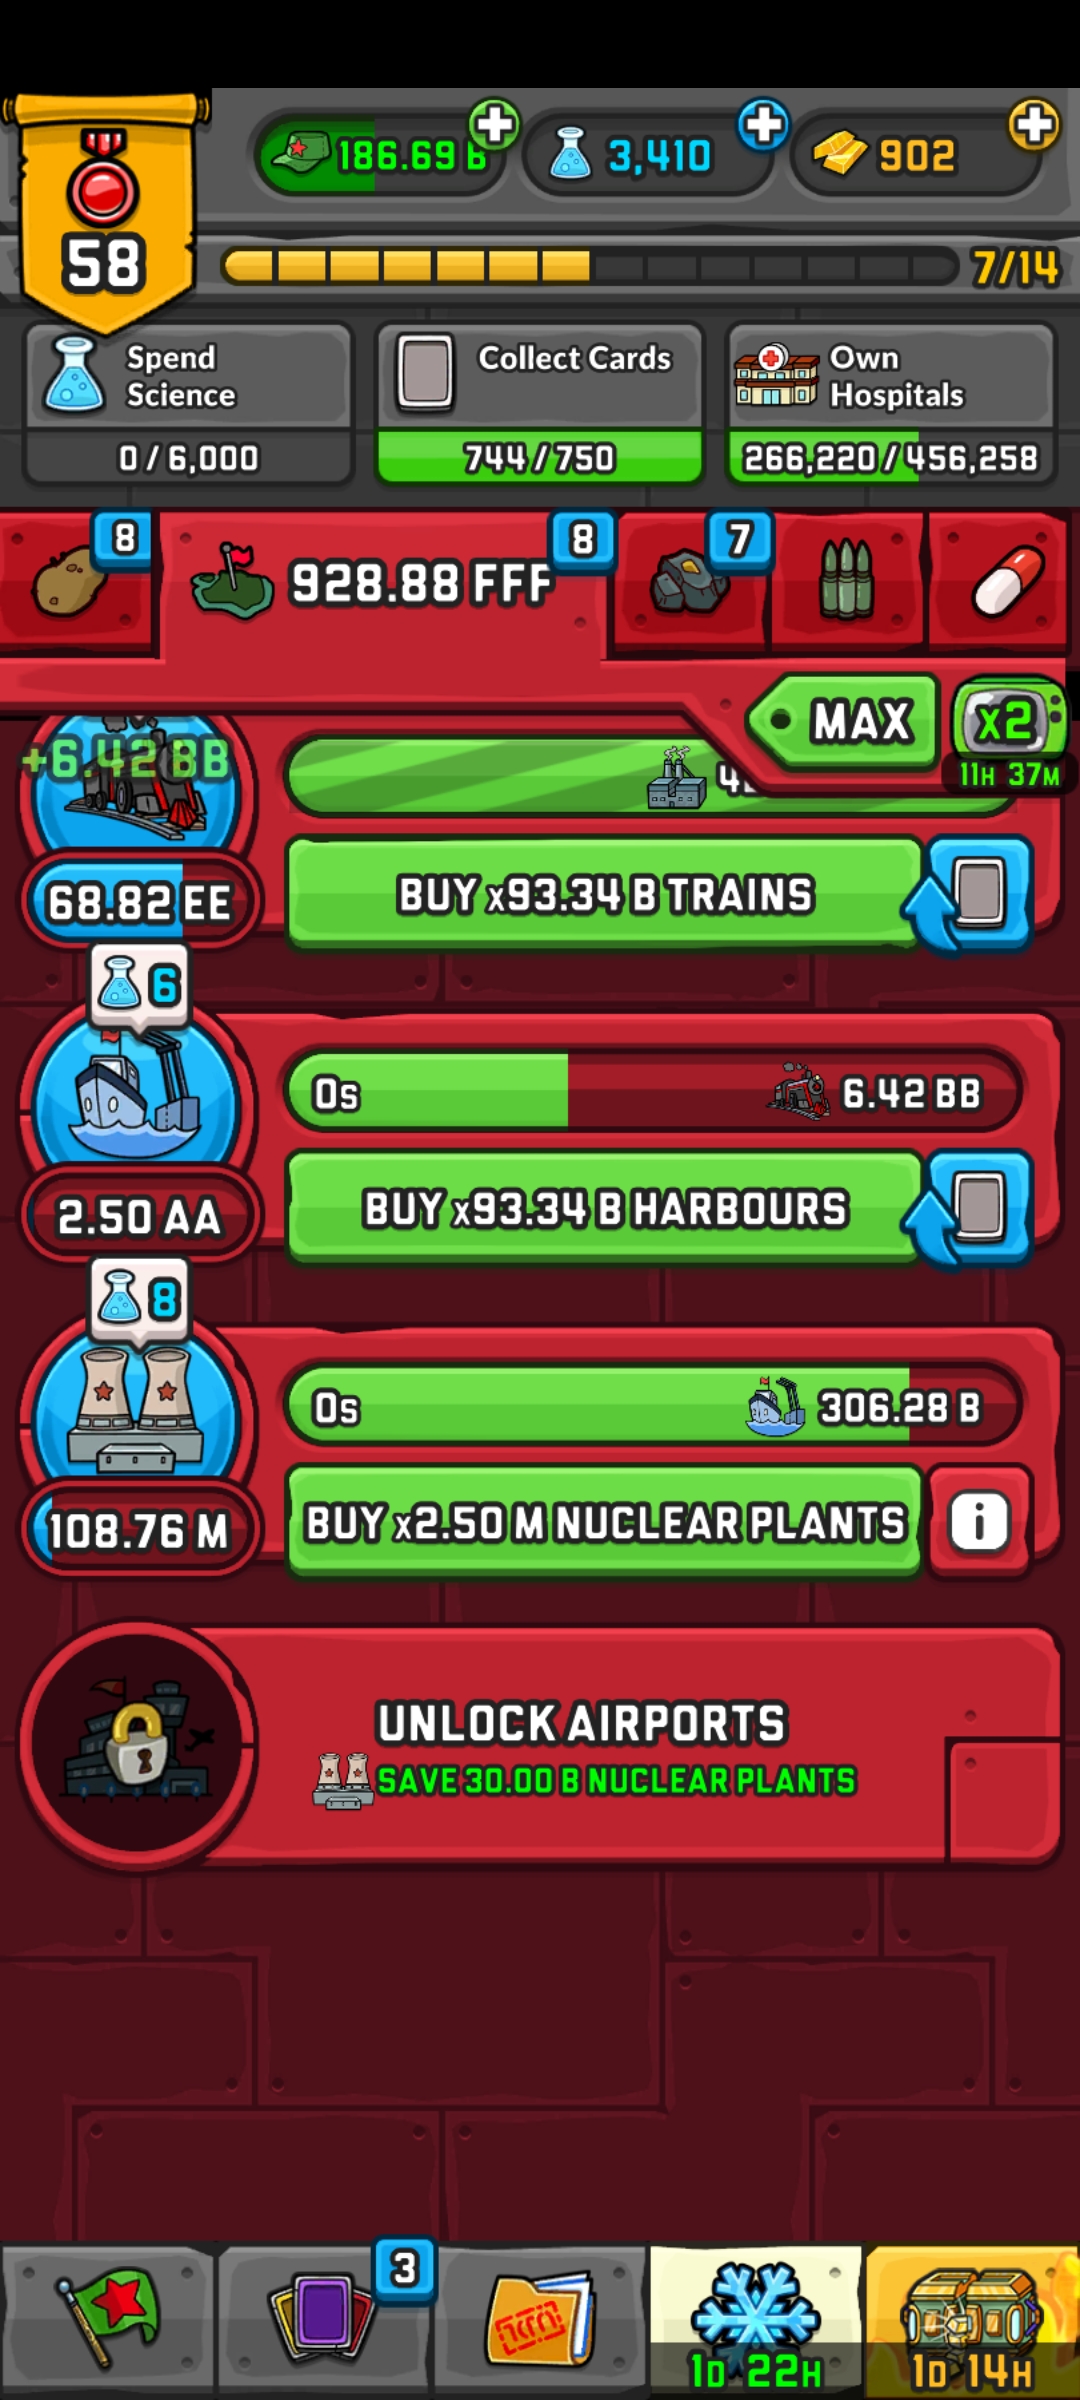 186.69 B
3,410
902
58
7/14
Spend
Science
Collect Cards
Own
Hospitals
0 / 6,000
744 / 750
266,220 / 456,258
8
928.88 FFF
8
7
MAX
x2
11H 37M
+6.42 BB
68.82 EE
BUY x93.34 B TRAINS
6
0s
6.42 BB
2.50 AA
BUY x93.34 B HARBOURS
8
0s
306.28 B
108.76 M
BUY x2.50 M NUCLEAR PLANTS
i
UNLOCK AIRPORTS
SAVE 30.00 B NUCLEAR PLANTS
3
1D 22H
1D 14H